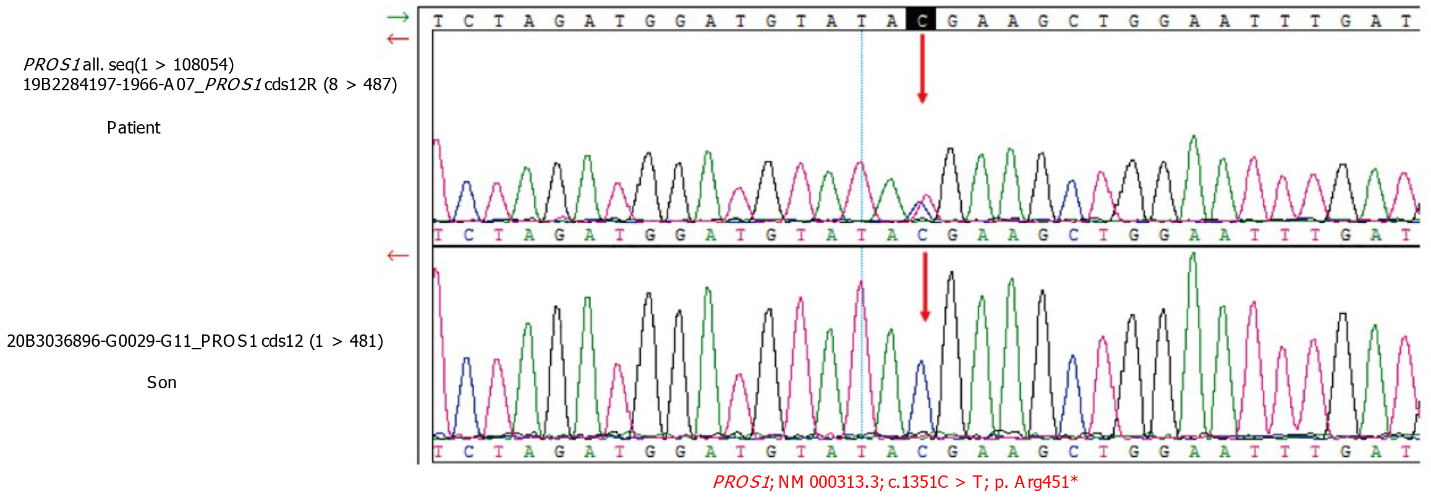 T C T A G A T G G A T G T A T A C G A A G C T G G A A T T T G A T
PROS1 all. seq(1 > 108054)
19B2284197-1966-A07_PROS1 cds12R (8 > 487)
Patient
T C T A G A T G G A T G T A T A C G A A G C T G G A A T T T G A T
20B3036896-G0029-G11_PROS1 cds12 (1 > 481)
Son
T C T A G A T G G A T G T A T A C G A A G C T G G A A T T T G A T
PROS1; NM 000313.3; c.1351C > T; p. Arg451*